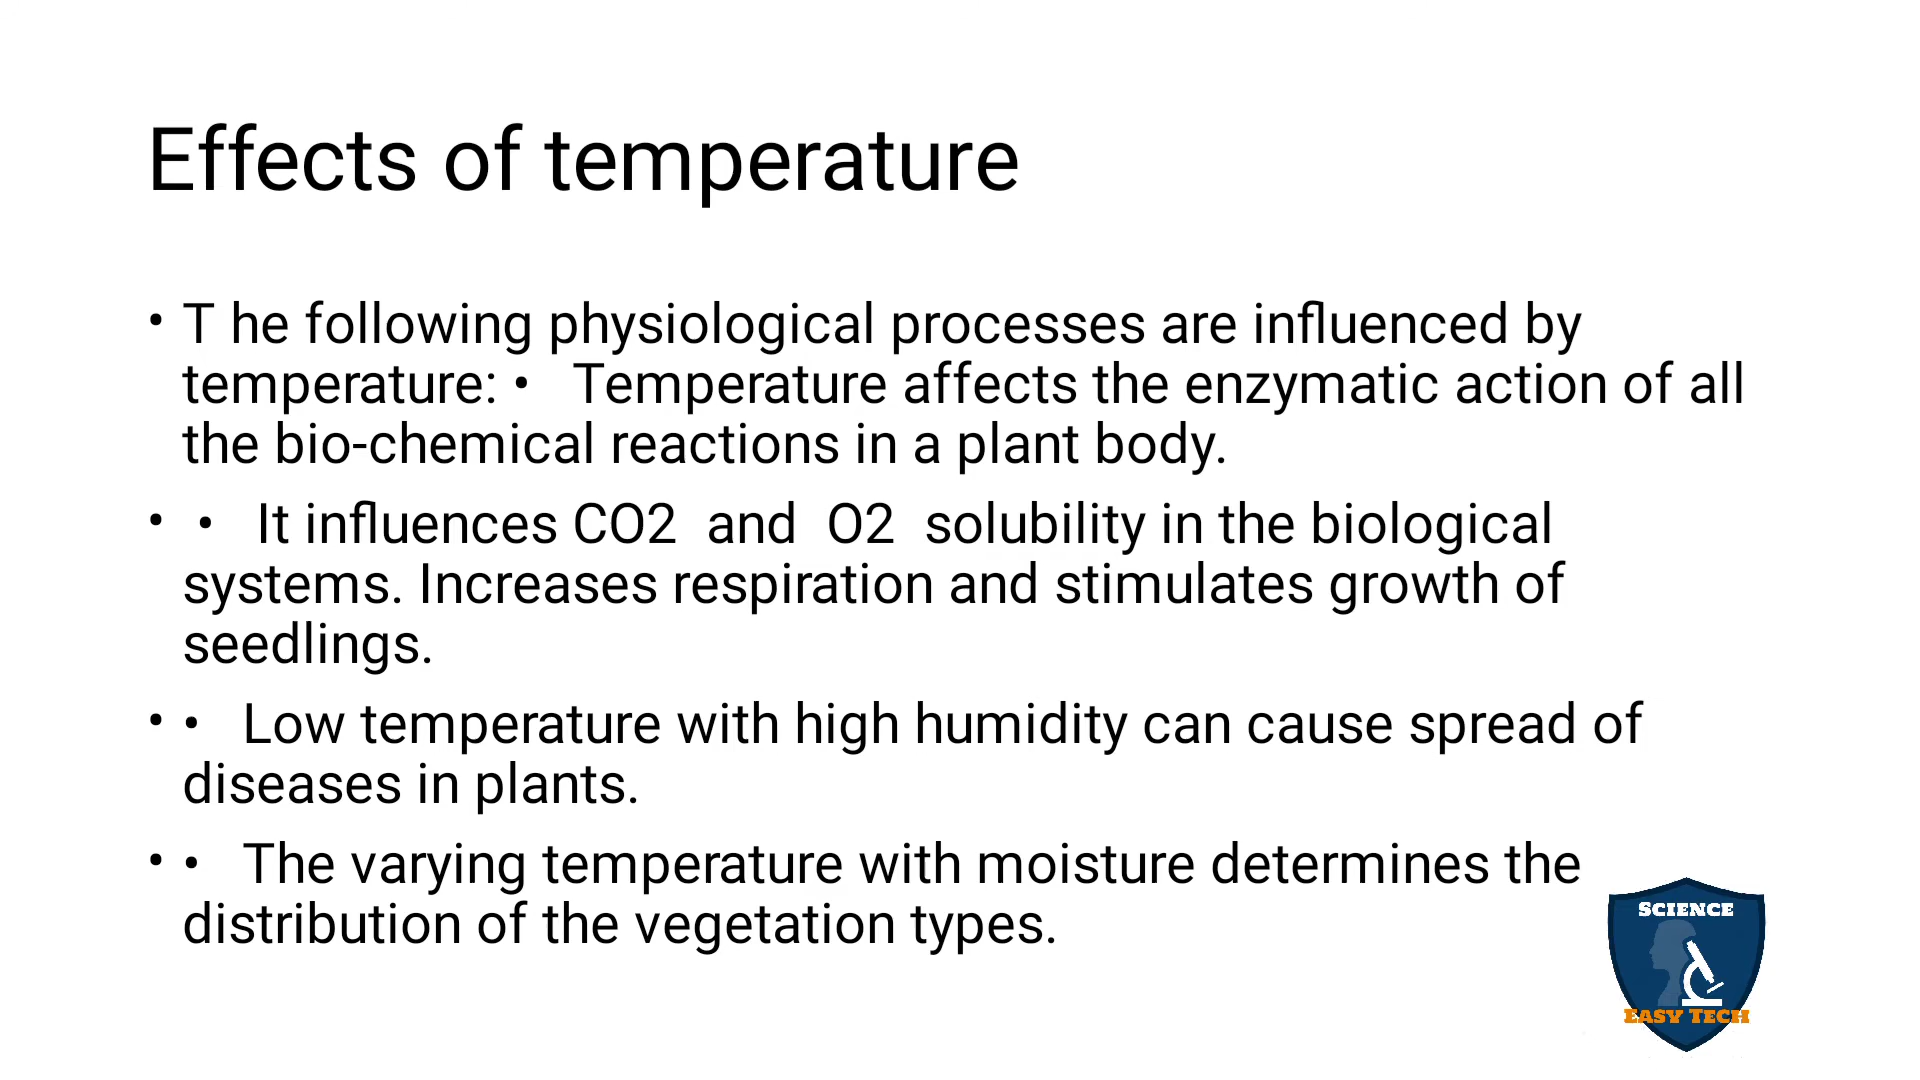 Effects of temperature
• T he following physiological processes are influenced by
temperature: •   Temperature affects the enzymatic action of all
the bio-chemical reactions in a plant body.
•  •   It influences CO2  and  O2  solubility in the biological
systems. Increases respiration and stimulates growth of
seedlings.
• •   Low temperature with high humidity can cause spread of
diseases in plants.
• •   The varying temperature with moisture determines the
distribution of the vegetation types.
SCIENCE
EASY TECH